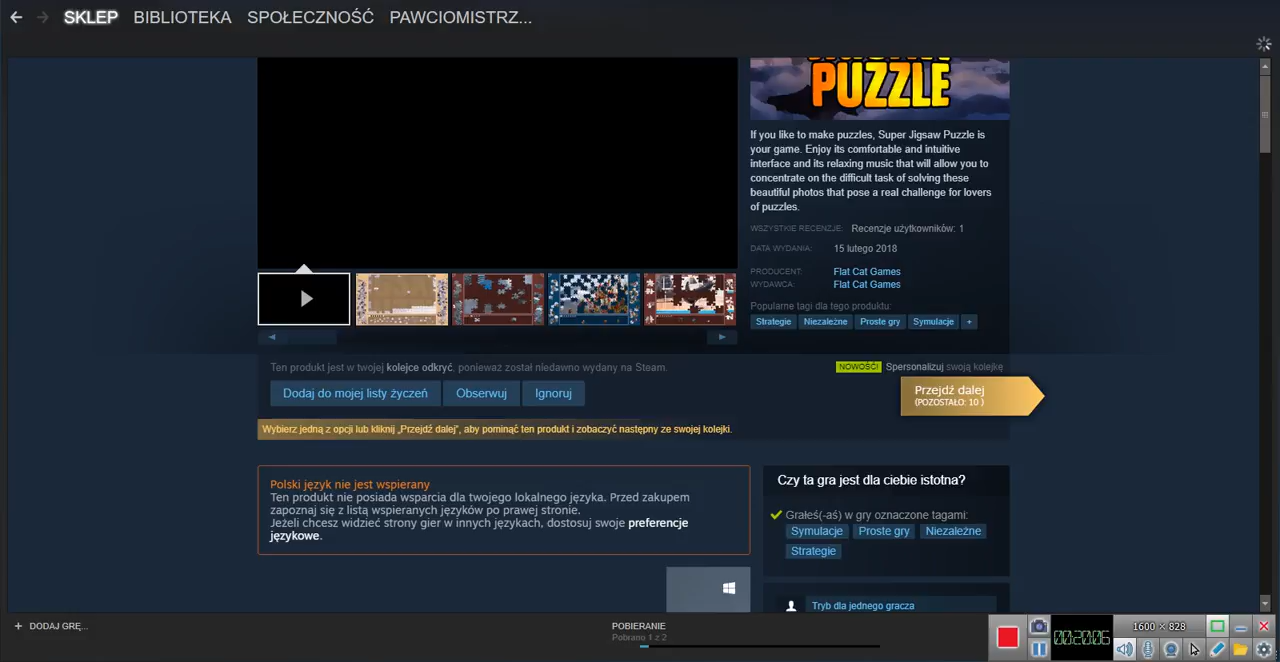 SKLEP BIBLIOTEKA SPOŁECZNOŚĆ PAWCIOMISTRZ...
PUZZLE
If you like to make puzzles, Super Jigsaw Puzzle is
your game. Enjoy its comfortable and intuitive
interface and its relaxing music that will allow you to
concentrate on the difficult task of solving these
beautiful photos that pose a real challenge for lovers
of puzzles.
WSZYSTKIE RECENZJE: Recenzje użytkowników: 1
DATA WYDANIA: 15 lutego 2018
PRODUCENT: Flat Cat Games
WYDAWCA: Flat Cat Games
Popularne tagi dla tego produktu:
Strategie Niezależne Proste gry Symulacje +
Ten produkt jest w twojej kolejce odkryć, ponieważ został niedawno wydany na Steam.
NOWOŚCI Spersonalizuj swoją kolejkę
Dodaj do mojej listy życzeń Obserwuj Ignoruj
Przejdź dalej
(POZOSTAŁO: 10 )
Wybierz jedną z opcji lub kliknij „Przejdź dalej”, aby pominąć ten produkt i zobaczyć następny ze swojej kolejki.
Polski język nie jest wspierany
Ten produkt nie posiada wsparcia dla twojego lokalnego języka. Przed zakupem
zapoznaj się z listą wspieranych języków po prawej stronie.
Jeżeli chcesz widzieć strony gier w innych językach, dostosuj swoje preferencje
językowe.
Czy ta gra jest dla ciebie istotna?
Grałeś(-aś) w gry oznaczone tagami:
Symulacje Proste gry Niezależne
Strategie
Tryb dla jednego gracza
+ DODAJ GRĘ...
POBIERANIE
Pobrano 1 z 2
00:20:06
1600 × 828